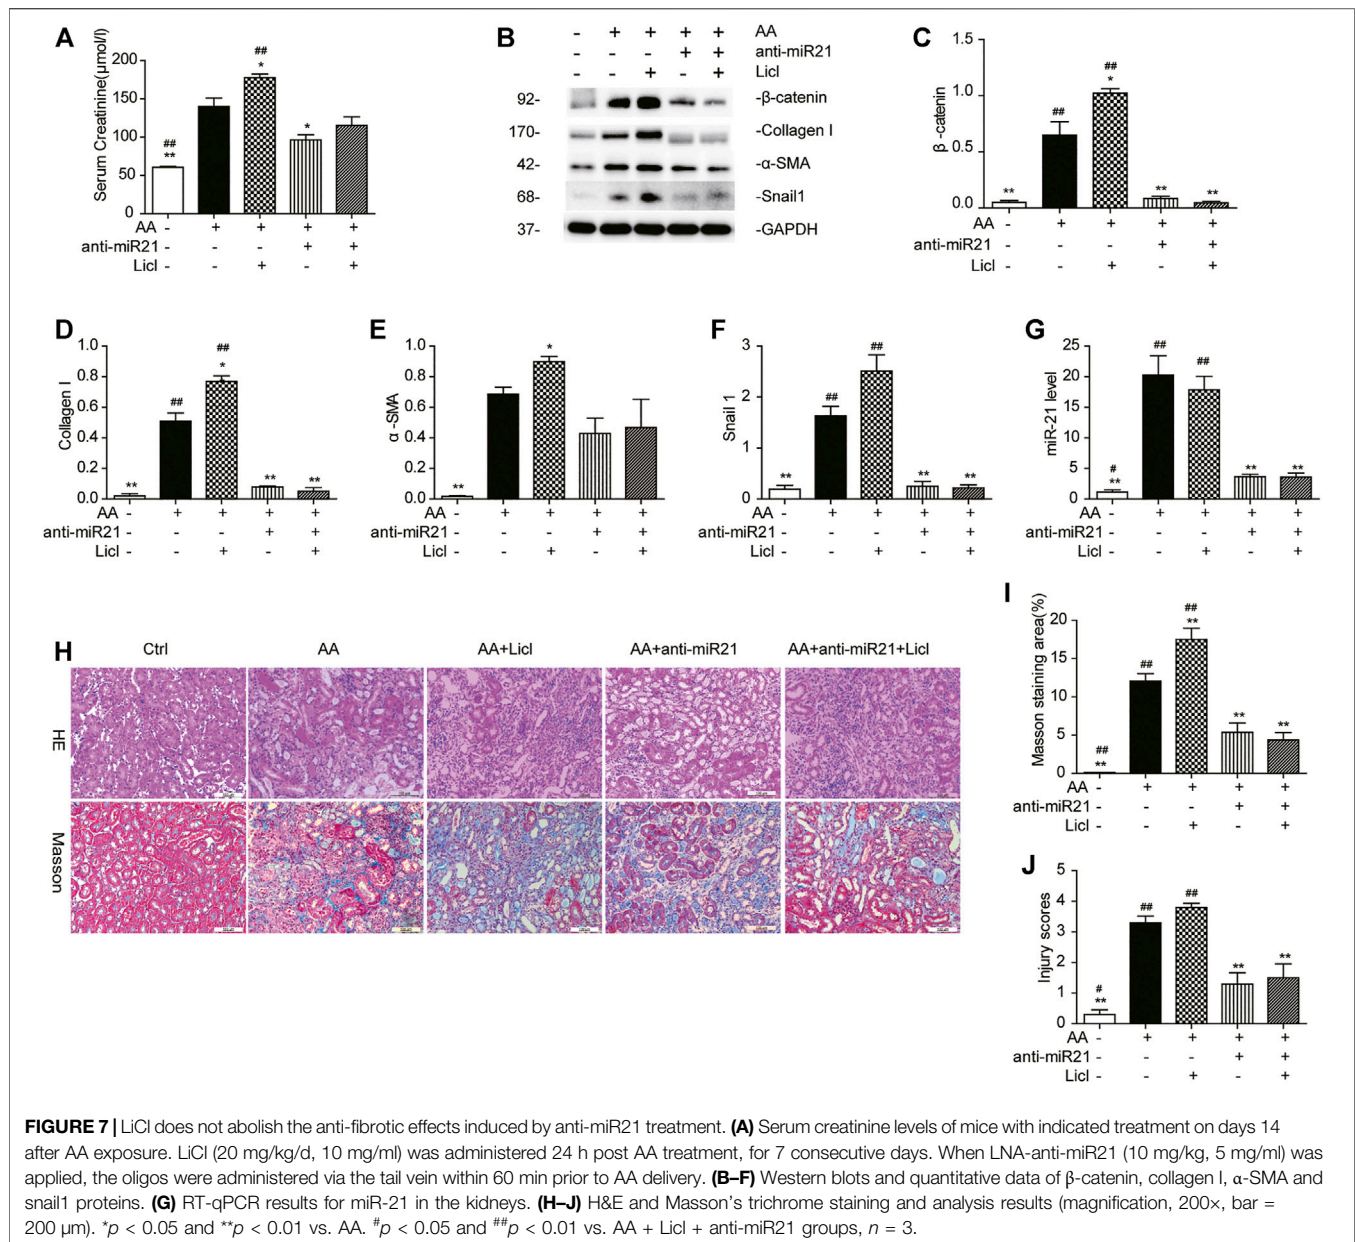 A
Serum Creatinine(μmol/l)
200
150
100
50
0
##
**
##
*
*
AA - + + + +
anti-miR21 - - - + +
Licl - - + - +
B
- + + + + AA
- - - + + anti-miR21
- - + - + Licl
92- -β-catenin
170- -Collagen I
42- -α-SMA
68- -Snail1
37- -GAPDH
C
β -catenin
1.5
1.0
0.5
0.0
**
##
##
*
**
**
AA - + + + +
anti-miR21 - - - + +
Licl - - + - +
D
Collagen I
1.0
0.8
0.6
0.4
0.2
0.0
**
##
##
*
**
**
AA - + + + +
anti-miR21 - - - + +
Licl - - + - +
E
α -SMA
1.0
0.8
0.6
0.4
0.2
0.0
**
*
- + + + +
- - - + +
- - + - +
F
Snail 1
3
2
1
0
**
##
##
**
**
AA - + + + +
anti-miR21 - - - + +
Licl - - + - +
G
miR-21 level
25
20
15
10
5
0
#
**
##
##
**
**
AA - + + + +
anti-miR21 - - - + +
Licl - - + - +
H
Ctrl AA AA+Licl AA+anti-miR21 AA+anti-miR21+Licl
HE
Masson
I
Masson staining area(%)
20
15
10
5
0
##
**
##
##
**
**
**
AA - + + + +
anti-miR21 - - - + +
Licl - - + - +
J
Injury scores
5
4
3
2
1
0
#
**
##
##
**
**
AA - + + + +
anti-miR21 - - - + +
Licl - - + - +
FIGURE 7 | LiCl does not abolish the anti-fibrotic effects induced by anti-miR21 treatment. (A) Serum creatinine levels of mice with indicated treatment on days 14
after AA exposure. LiCl (20 mg/kg/d, 10 mg/ml) was administered 24 h post AA treatment, for 7 consecutive days. When LNA-anti-miR21 (10 mg/kg, 5 mg/ml) was
applied, the oligos were administered via the tail vein within 60 min prior to AA delivery. (B–F) Western blots and quantitative data of β-catenin, collagen I, α-SMA and
snail1 proteins. (G) RT-qPCR results for miR-21 in the kidneys. (H–J) H&E and Masson's trichrome staining and analysis results (magnification, 200×, bar =
200 μm). *p < 0.05 and **p < 0.01 vs. AA. #p < 0.05 and ##p < 0.01 vs. AA + Licl + anti-miR21 groups, n = 3.